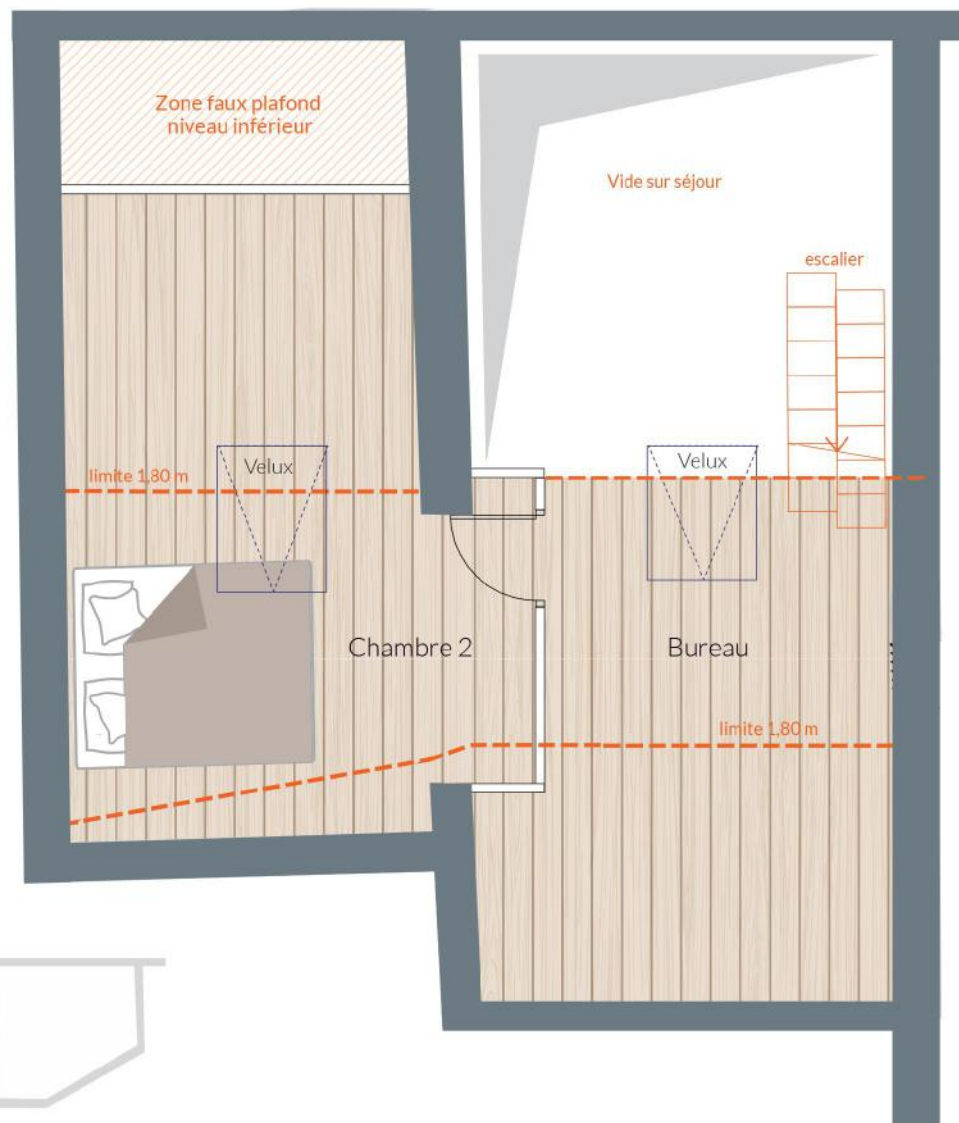 Zone faux plafond
niveau inférieur
Vide sur séjour
escalier
limite 1,80 m
Velux
Velux
Chambre 2
Bureau
limite 1,80 m